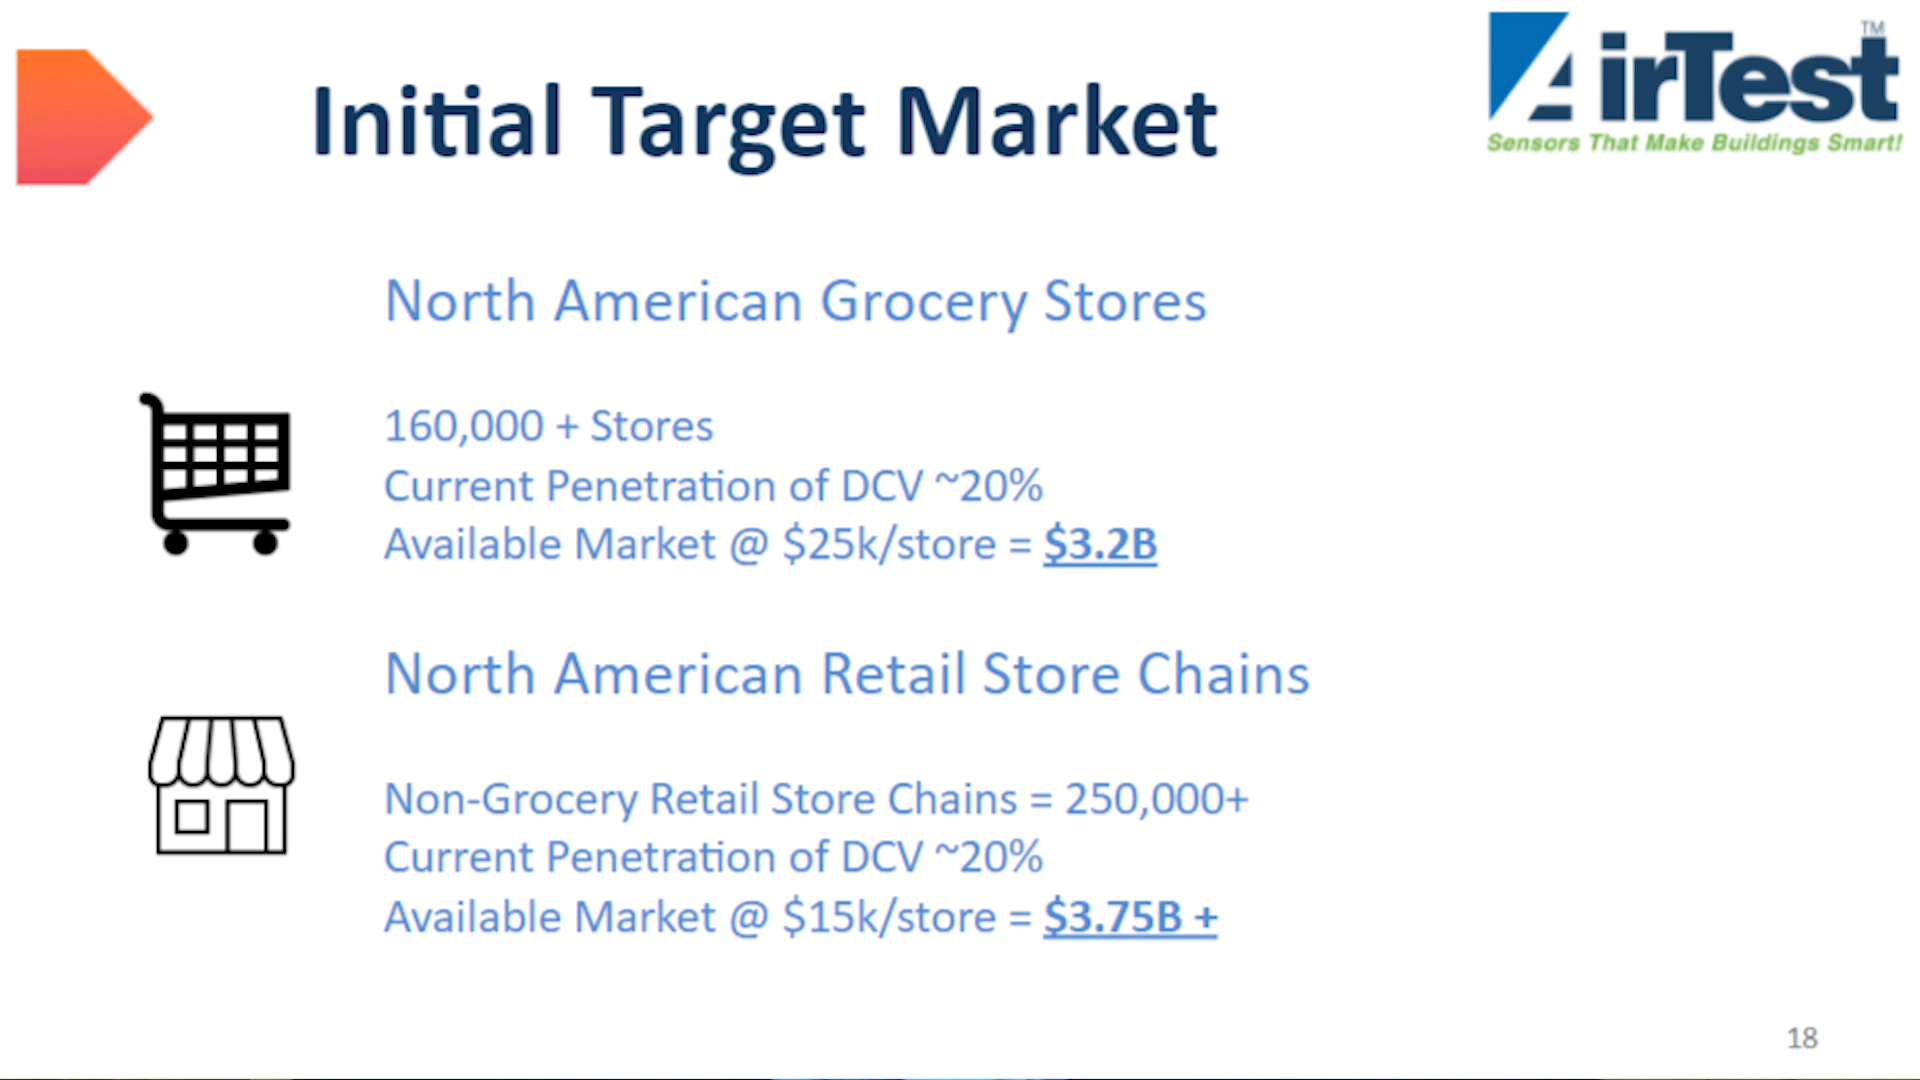 AirTest™
Sensors That Make Buildings Smart!
Initial Target Market
North American Grocery Stores
160,000 + Stores
Current Penetration of DCV ~20%
Available Market @ $25k/store = $3.2B
North American Retail Store Chains
Non-Grocery Retail Store Chains = 250,000+
Current Penetration of DCV ~20%
Available Market @ $15k/store = $3.75B +
18